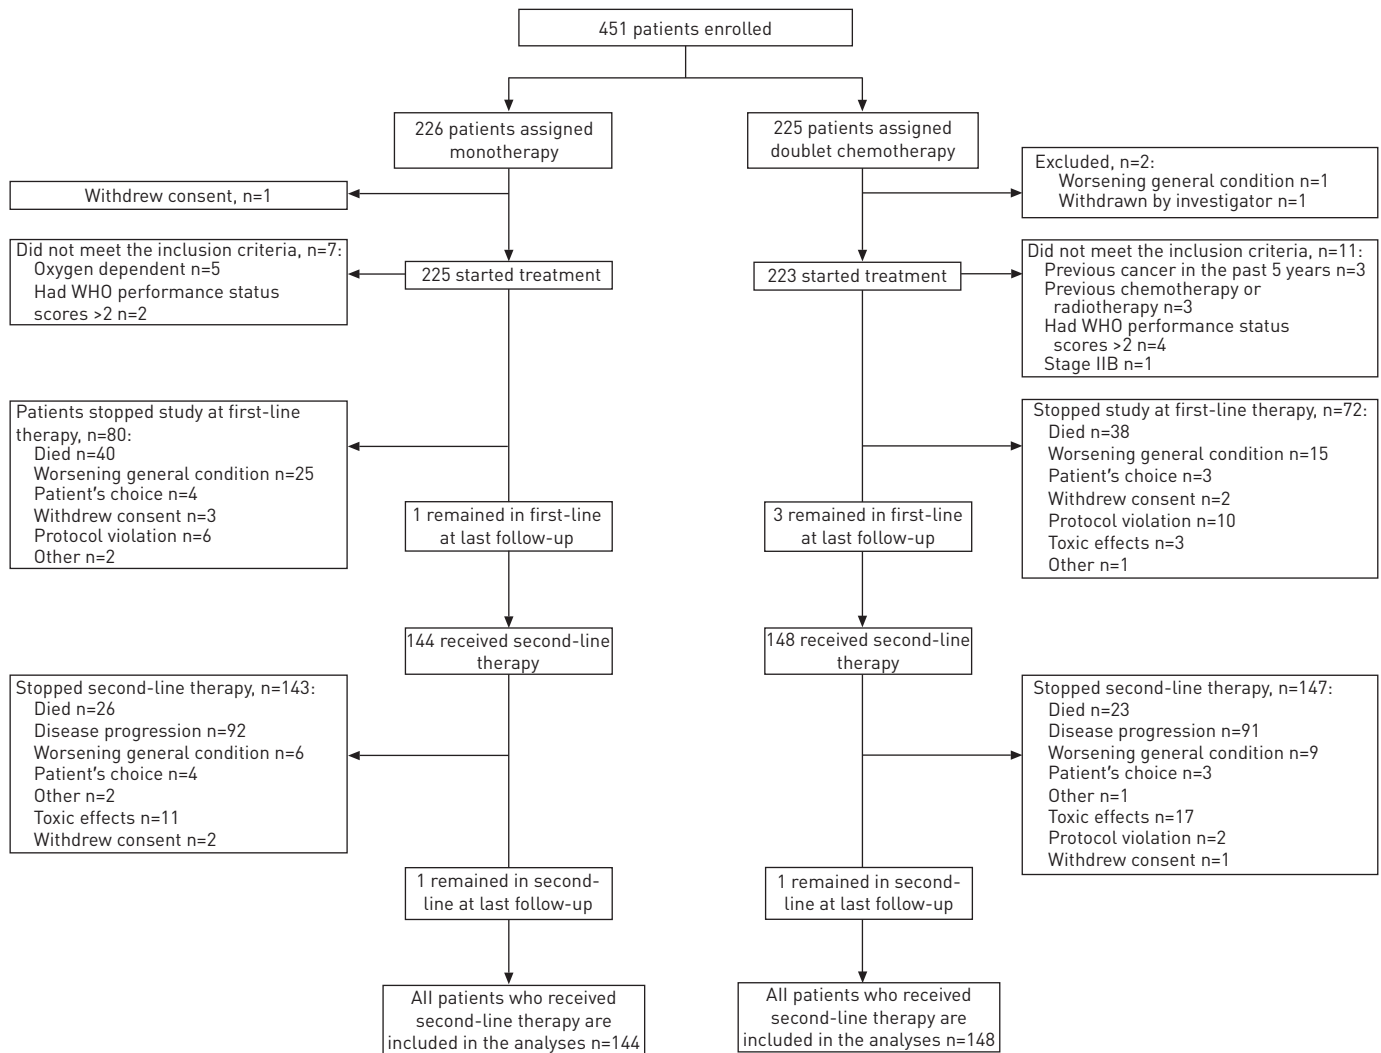 451 patients enrolled
226 patients assigned
monotherapy
225 patients assigned
doublet chemotherapy
Withdrew consent, n=1
Excluded, n=2:
Worsening general condition n=1
Withdrawn by investigator n=1
Did not meet the inclusion criteria, n=7:
Oxygen dependent n=5
Had WHO performance status
scores >2 n=2
225 started treatment
223 started treatment
Did not meet the inclusion criteria, n=11:
Previous cancer in the past 5 years n=3
Previous chemotherapy or
radiotherapy n=3
Had WHO performance status
scores >2 n=4
Stage IIB n=1
Patients stopped study at first-line
therapy, n=80:
Died n=40
Worsening general condition n=25
Patient's choice n=4
Withdrew consent n=3
Protocol violation n=6
Other n=2
1 remained in first-line
at last follow-up
3 remained in first-line
at last follow-up
Stopped study at first-line therapy, n=72:
Died n=38
Worsening general condition n=15
Patient's choice n=3
Withdrew consent n=2
Protocol violation n=10
Toxic effects n=3
Other n=1
144 received second-line
therapy
148 received second-line
therapy
Stopped second-line therapy, n=143:
Died n=26
Disease progression n=92
Worsening general condition n=6
Patient's choice n=4
Other n=2
Toxic effects n=11
Withdrew consent n=2
Stopped second-line therapy, n=147:
Died n=23
Disease progression n=91
Worsening general condition n=9
Patient's choice n=3
Other n=1
Toxic effects n=17
Protocol violation n=2
Withdrew consent n=1
1 remained in second-
line at last follow-up
1 remained in second-
line at last follow-up
All patients who received
second-line therapy are
included in the analyses n=144
All patients who received
second-line therapy are
included in the analyses n=148